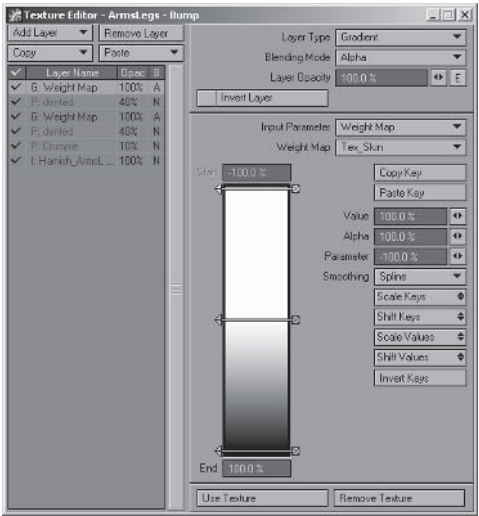 Texture Editor - ArmsLegs - Bump
Add Layer
Remove Layer
Copy
Paste
Layer Name Opac B
G: Weight Map 100% A
P: dented 40% N
G: Weight Map 100% A
P: dented 40% N
P: Crumple 10% N
I: Hamish_ArmsL ... 100% N
Layer Type Gradient
Blending Mode Alpha
Layer Opacity 100.0 % E
Invert Layer
Input Parameter Weight Map
Weight Map Tex_Skin
Start -100.0 %
Copy Key
Paste Key
Value 100.0 %
Alpha 100.0 %
Parameter -100.0 %
Smoothing Spline
Scale Keys
Shift Keys
Scale Values
Shift Values
Invert Keys
End 100.0 %
Use Texture
Remove Texture